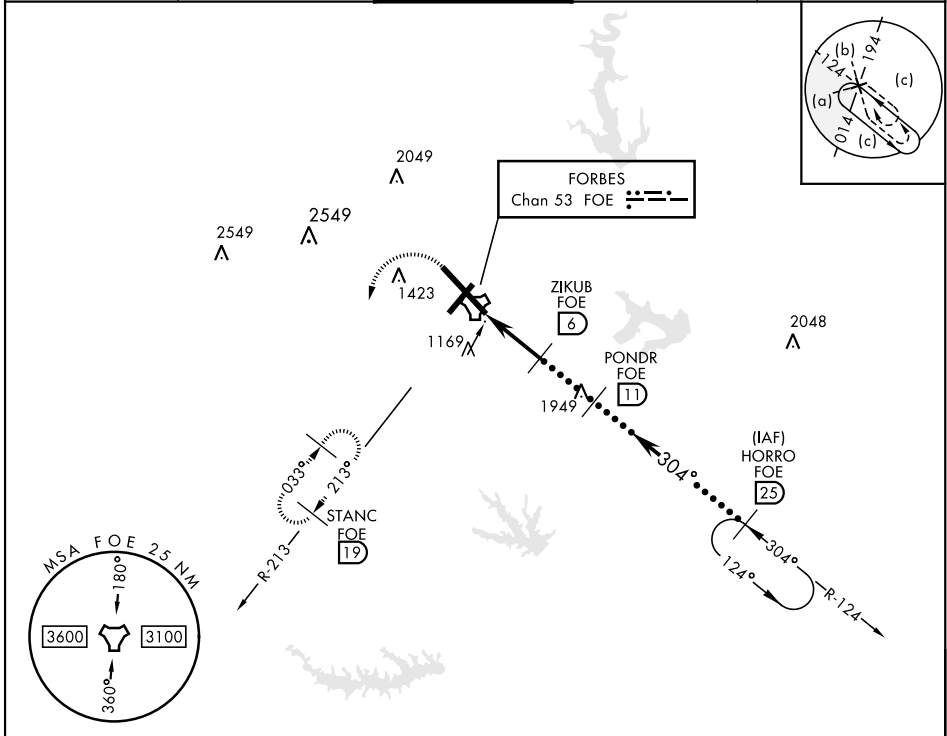 (b)
194
124
(c)
(a)
014
(c)
2049
FORBES
Chan 53 FOE
2549
2549
1423
ZIKUB
FOE
6
1169
2048
PONDR
FOE
11
1949
(IAF)
HORRO
FOE
25
304°
033°
213°
STANC
FOE
19
R-213
304°
124°
R-124
MSA FOE 25 NM
180°
3600
3100
360°